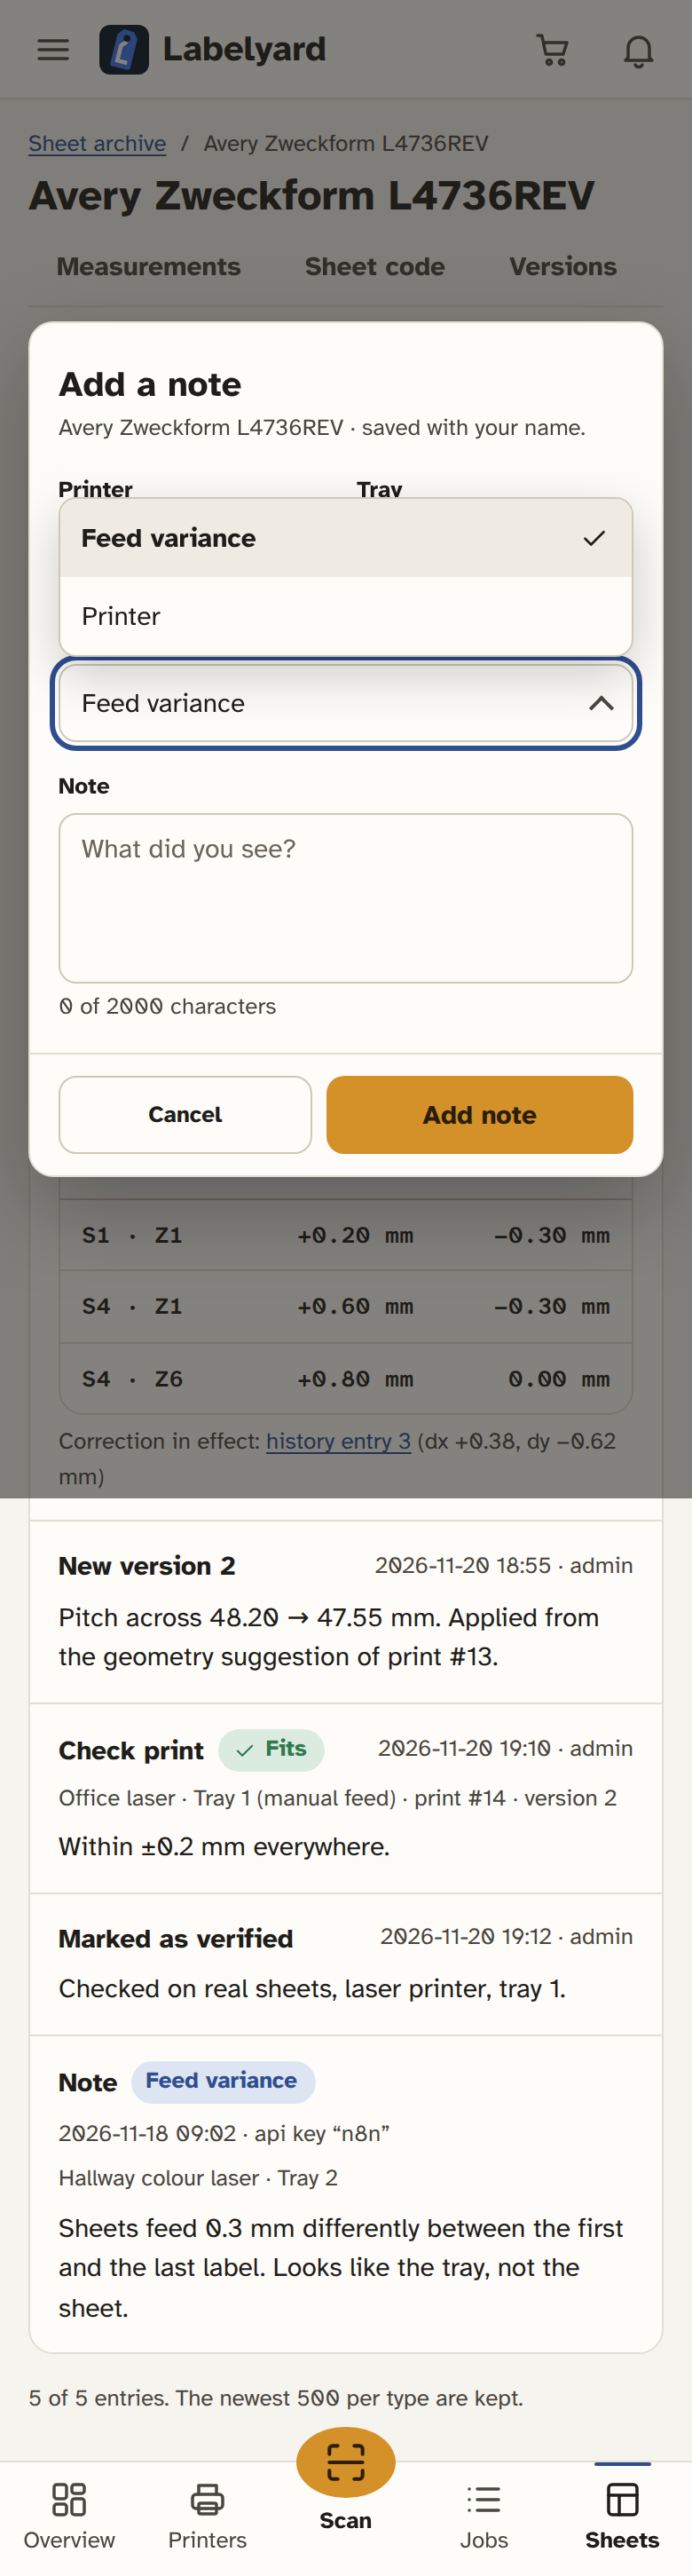 Labelyard
Sheet archive / Avery Zweckform L4736REV
Avery Zweckform L4736REV
Measurements Sheet code Versions
Add a note
Avery Zweckform L4736REV · saved with your name.
Printer Tray
Feed variance
Printer
Feed variance
Note
What did you see?
0 of 2000 characters
Cancel Add note
S1 · Z1 +0.20 mm −0.30 mm
S4 · Z1 +0.60 mm −0.30 mm
S4 · Z6 +0.80 mm 0.00 mm
Correction in effect: history entry 3 (dx +0.38, dy −0.62
mm)
New version 2 2026-11-20 18:55 · admin
Pitch across 48.20 → 47.55 mm. Applied from
the geometry suggestion of print #13.
Check print Fits 2026-11-20 19:10 · admin
Office laser · Tray 1 (manual feed) · print #14 · version 2
Within ±0.2 mm everywhere.
Marked as verified 2026-11-20 19:12 · admin
Checked on real sheets, laser printer, tray 1.
Note Feed variance
2026-11-18 09:02 · api key “n8n”
Hallway colour laser · Tray 2
Sheets feed 0.3 mm differently between the first
and the last label. Looks like the tray, not the
sheet.
5 of 5 entries. The newest 500 per type are kept.
Overview Printers Scan Jobs Sheets